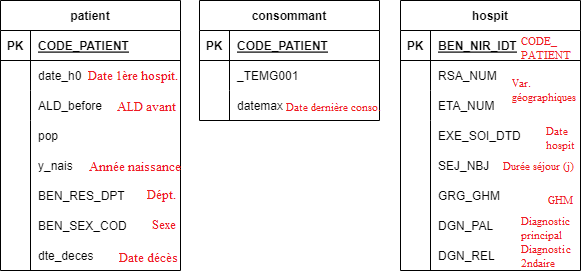 patient
PK CODE_PATIENT
date_h0 Date 1ère hospit.
ALD_before ALD avant
pop
y_nais Année naissance
BEN_RES_DPT Dépt.
BEN_SEX_COD Sexe
dte_deces Date décès
consommant
PK CODE_PATIENT
_TEMG001
datemax Date dernière conso
hospit
PK BEN_NIR_IDT CODE_
PATIENT
RSA_NUM Var.
géographiques
ETA_NUM
EXE_SOI_DTD Date
hospit
SEJ_NBJ Durée séjour (j)
GRG_GHM GHM
DGN_PAL Diagnostic
principal
DGN_REL Diagnostic
2ndaire